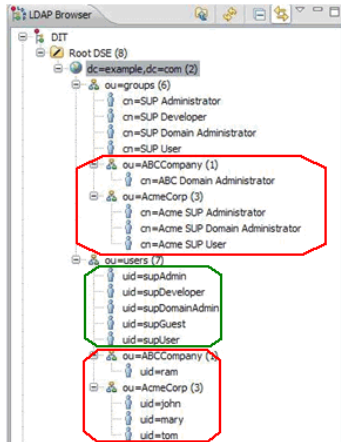 LDAP Browser
DIT
Root DSE (8)
dc=example,dc=com (2)
ou=groups (6)
cn=SUP Administrator
cn=SUP Developer
cn=SUP Domain Administrator
cn=SUP User
ou=ABCCompany (1)
cn=ABC Domain Administrator
ou=AcmeCorp (3)
cn=Acme SUP Administrator
cn=Acme SUP Domain Administrator
cn=Acme SUP User
ou=users (7)
uid=supAdmin
uid=supDeveloper
uid=supDomainAdmin
uid=supGuest
uid=supUser
ou=ABCCompany (1)
uid=ram
ou=AcmeCorp (3)
uid=john
uid=mary
uid=tom